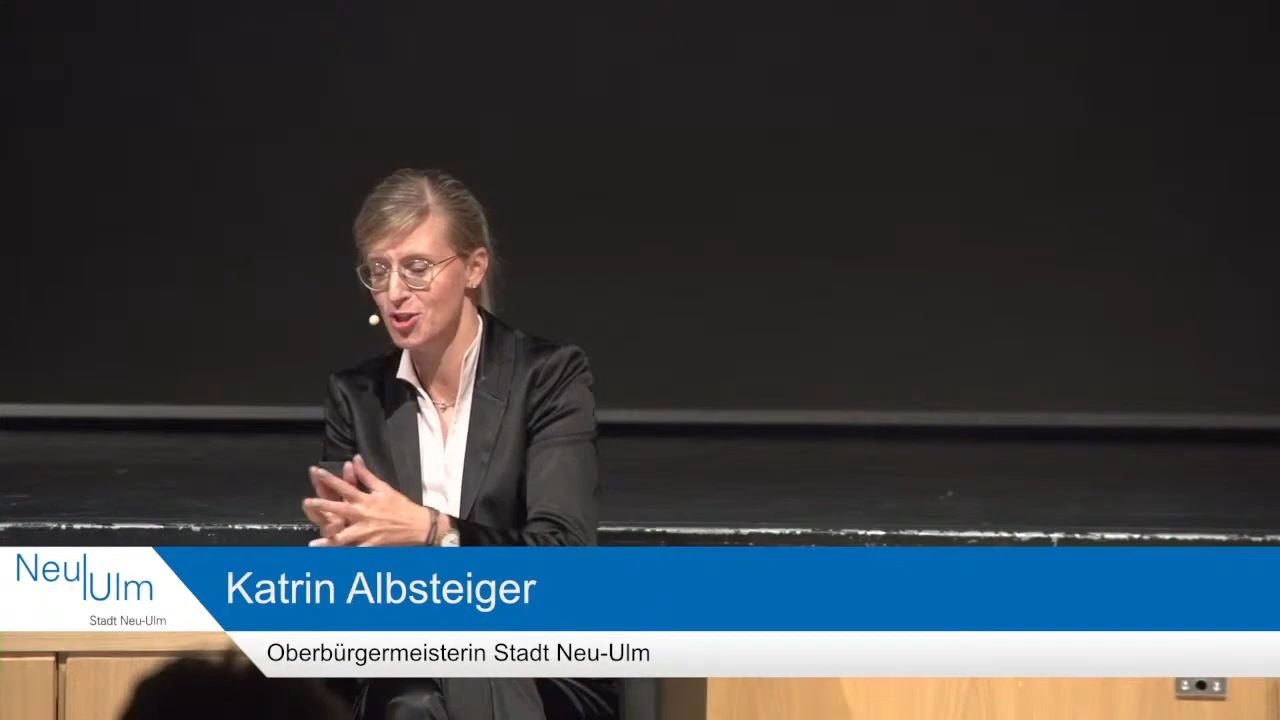 Neu Ulm
Stadt Neu-Ulm
Katrin Albsteiger
Oberbürgermeisterin Stadt Neu-Ulm